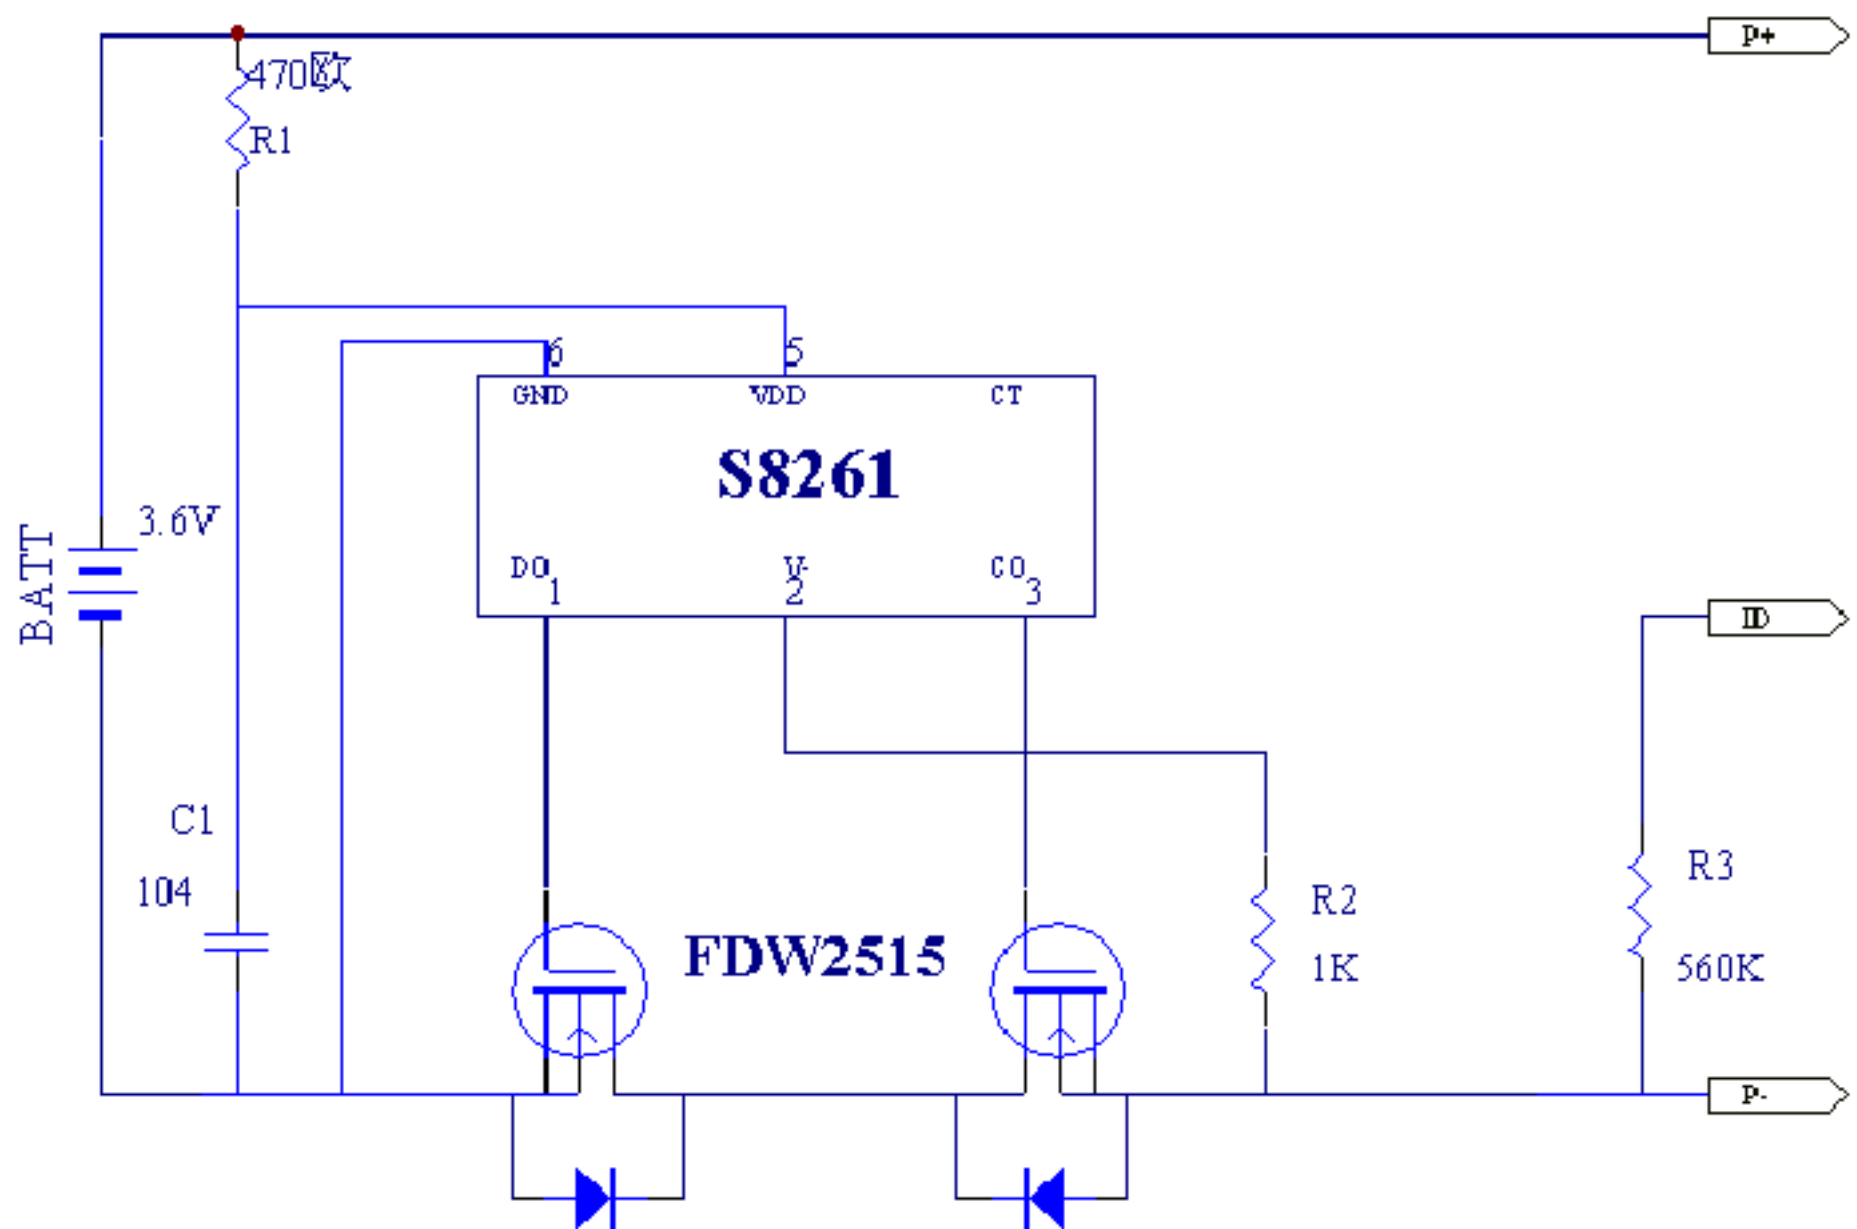 P+
470欧
R1
6
5
GND
VDD
CT
S8261
3.6V
BATT
DO
V-
CO
1
2
3
ID
C1
104
R3
R2
FDW2515
1K
560K
P-